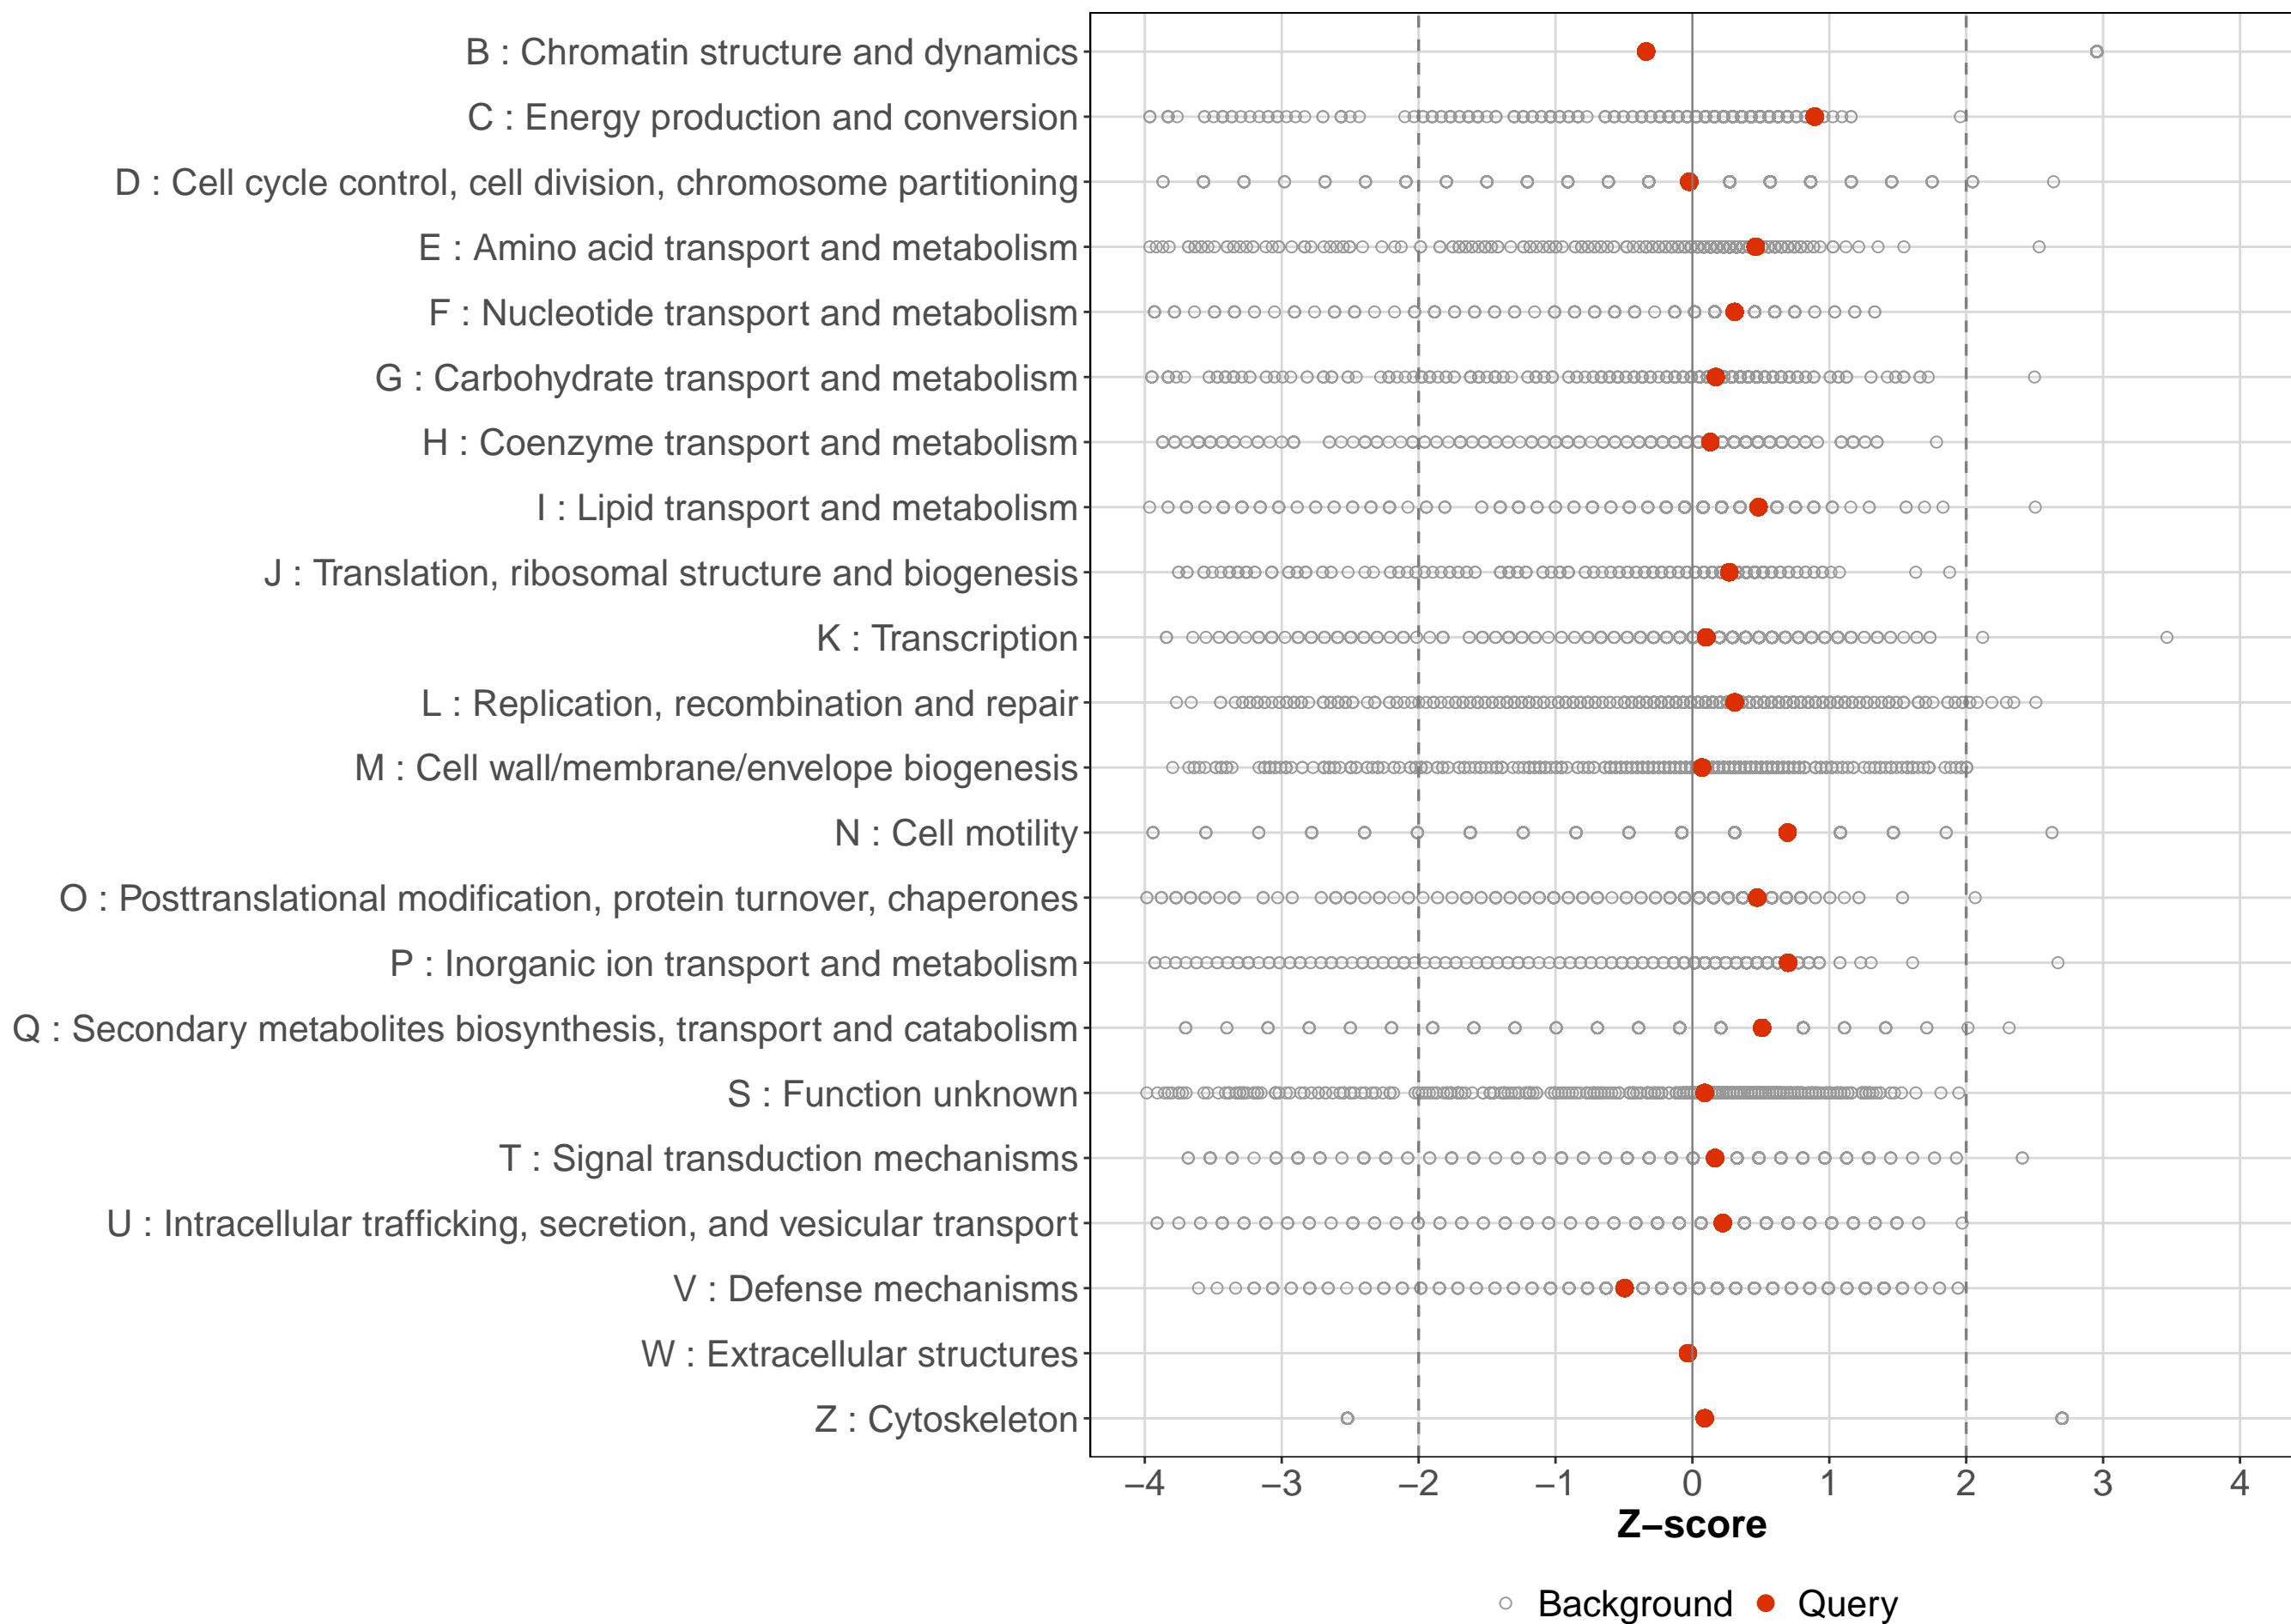 B : Chromatin structure and dynamics
C : Energy production and conversion
D : Cell cycle control, cell division, chromosome partitioning
E : Amino acid transport and metabolism
F : Nucleotide transport and metabolism
G : Carbohydrate transport and metabolism
H : Coenzyme transport and metabolism
I : Lipid transport and metabolism
J : Translation, ribosomal structure and biogenesis
K : Transcription
L : Replication, recombination and repair
M : Cell wall/membrane/envelope biogenesis
N : Cell motility
O : Posttranslational modification, protein turnover, chaperones
P : Inorganic ion transport and metabolism
Q : Secondary metabolites biosynthesis, transport and catabolism
S : Function unknown
T : Signal transduction mechanisms
U : Intracellular trafficking, secretion, and vesicular transport
V : Defense mechanisms
W : Extracellular structures
Z : Cytoskeleton
−4 −3 −2 −1 0 1 2 3 4
Z−score
Background Query